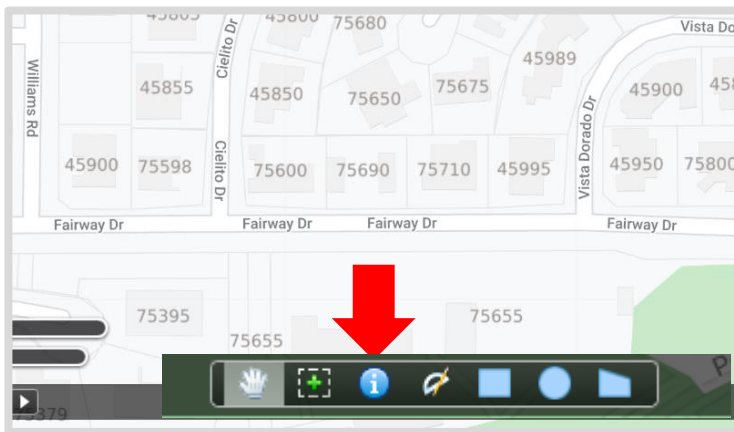 45805
45800
75680
Cielito Dr
Vista Do
45989
Williams Rd
45855
45850
75650
75675
45900
458
45900
75598
Cielito Dr
75600
75690
75710
45995
Vista Dorado Dr
45950
75800
Fairway Dr
Fairway Dr
Fairway Dr
Fairway Dr
75395
75655
75655
i
P
75379